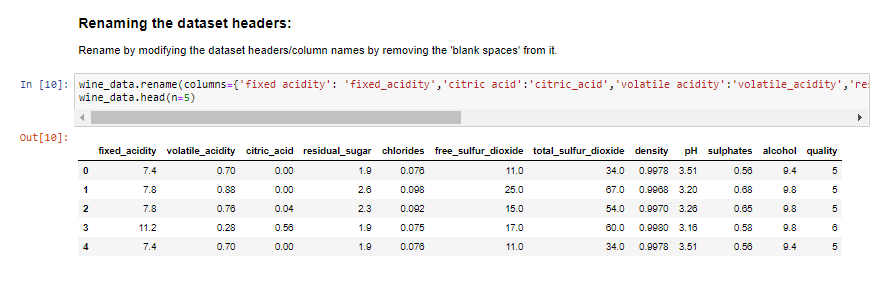 Renaming the dataset headers:
Rename by modifying the dataset headers/column names by removing the 'blank spaces' from it.
In [10]: wine_data.rename(columns={'fixed acidity': 'fixed_acidity','citric acid':'citric_acid','volatile acidity':'volatile_acidity','re
wine_data.head(n=5)
Out[10]:
fixed_acidity volatile_acidity citric_acid residual_sugar chlorides free_sulfur_dioxide total_sulfur_dioxide density pH sulphates alcohol quality
0 7.4 0.70 0.00 1.9 0.076 11.0 34.0 0.9978 3.51 0.56 9.4 5
1 7.8 0.88 0.00 2.6 0.098 25.0 67.0 0.9968 3.20 0.68 9.8 5
2 7.8 0.76 0.04 2.3 0.092 15.0 54.0 0.9970 3.26 0.65 9.8 5
3 11.2 0.28 0.56 1.9 0.075 17.0 60.0 0.9980 3.16 0.58 9.8 6
4 7.4 0.70 0.00 1.9 0.076 11.0 34.0 0.9978 3.51 0.56 9.4 5